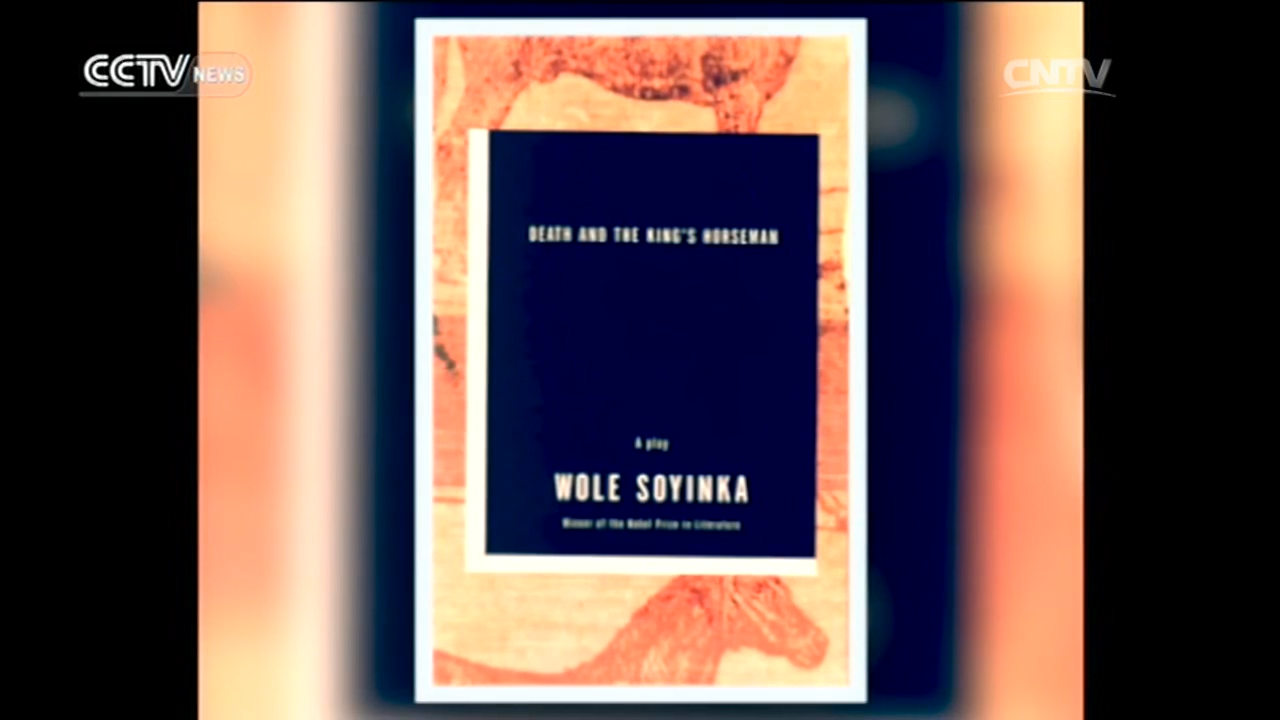 CCTV NEWS
CNTV
DEATH AND THE KING'S HORSEMAN
A play
WOLE SOYINKA
Winner of the Nobel Prize in Literature